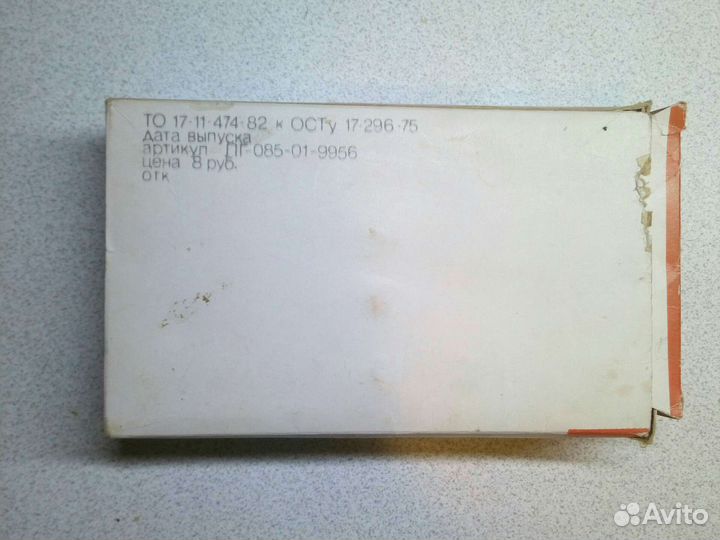 ТО 17-11-474-82 к ОСТу 17-296-75
дата выпуска
артикул ПГ-085-01-9956
цена 8 руб.
отк
Avito